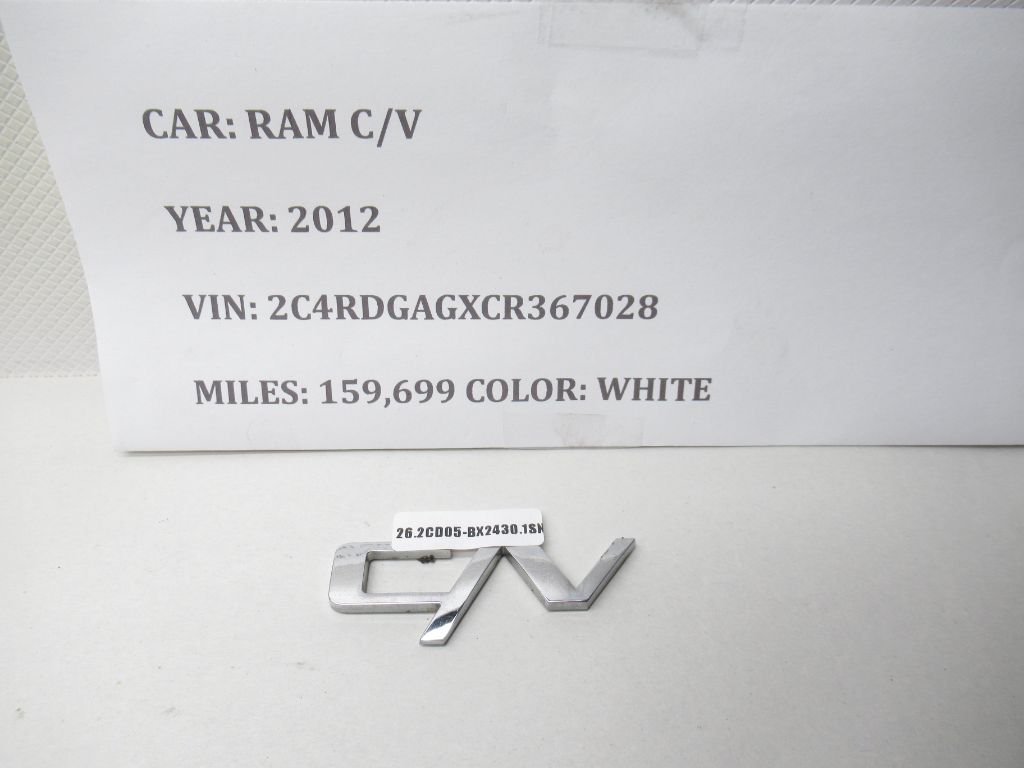 CAR: RAM C/V
YEAR: 2012
VIN: 2C4RDGAGXCR367028
MILES: 159,699 COLOR: WHITE
26.2CD05-BX2430.1SK
C/V